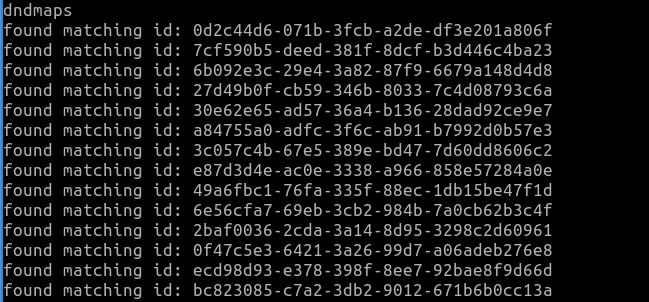 dndmaps
found matching id: 0d2c44d6-071b-3fcb-a2de-df3e201a806f
found matching id: 7cf590b5-deed-381f-8dcf-b3d446c4ba23
found matching id: 6b092e3c-29e4-3a82-87f9-6679a148d4d8
found matching id: 27d49b0f-cb59-346b-8033-7c4d08793c6a
found matching id: 30e62e65-ad57-36a4-b136-28dad92ce9e7
found matching id: a84755a0-adfc-3f6c-ab91-b7992d0b57e3
found matching id: 3c057c4b-67e5-389e-bd47-7d60dd8606c2
found matching id: e87d3d4e-ac0e-3338-a966-858e57284a0e
found matching id: 49a6fbc1-76fa-335f-88ec-1db15be47f1d
found matching id: 6e56cfa7-69eb-3cb2-984b-7a0cb62b3c4f
found matching id: 2baf0036-2cda-3a14-8d95-3298c2d60961
found matching id: 0f47c5e3-6421-3a26-99d7-a06adeb276e8
found matching id: ecd98d93-e378-398f-8ee7-92bae8f9d66d
found matching id: bc823085-c7a2-3db2-9012-671b6b0cc13a